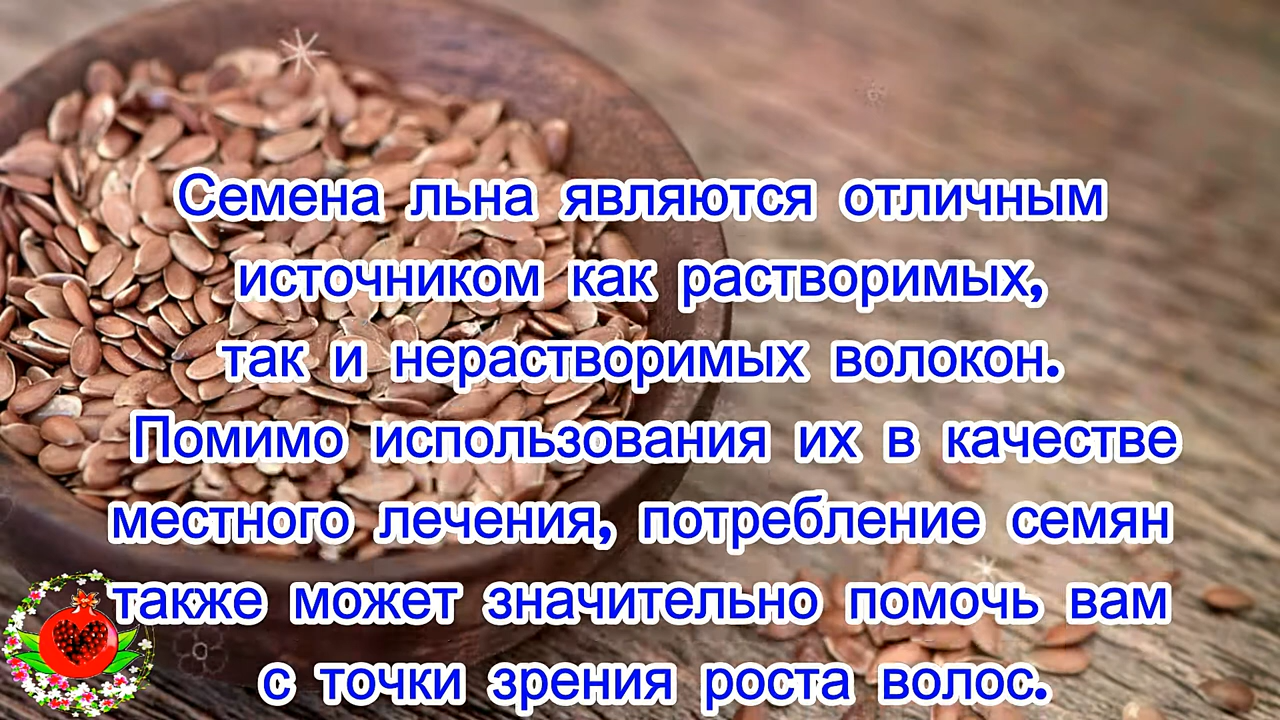 Семена льна являются отличным
источником как растворимых,
так и нерастворимых волокон.
Помимо использования их в качестве
местного лечения, потребление семян
также может значительно помочь вам
с точки зрения роста волос.